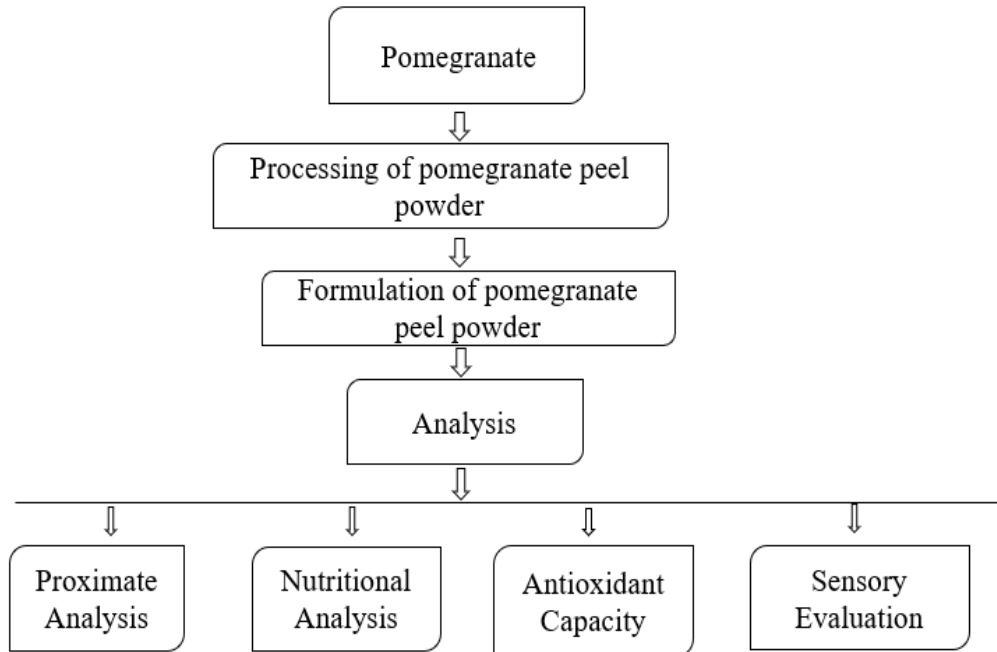 Pomegranate
Processing of pomegranate peel
powder
Formulation of pomegranate
peel powder
Analysis
Proximate
Analysis
Nutritional
Analysis
Antioxidant
Capacity
Sensory
Evaluation